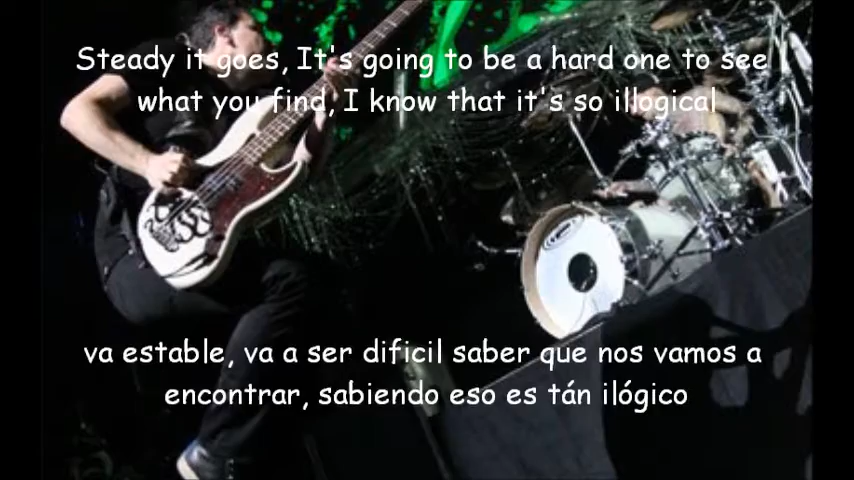 Steady it goes, It's going to be a hard one to see
what you find, I know that it's so illogical
va estable, va a ser dificil saber que nos vamos a
encontrar, sabiendo eso es tán ilógico